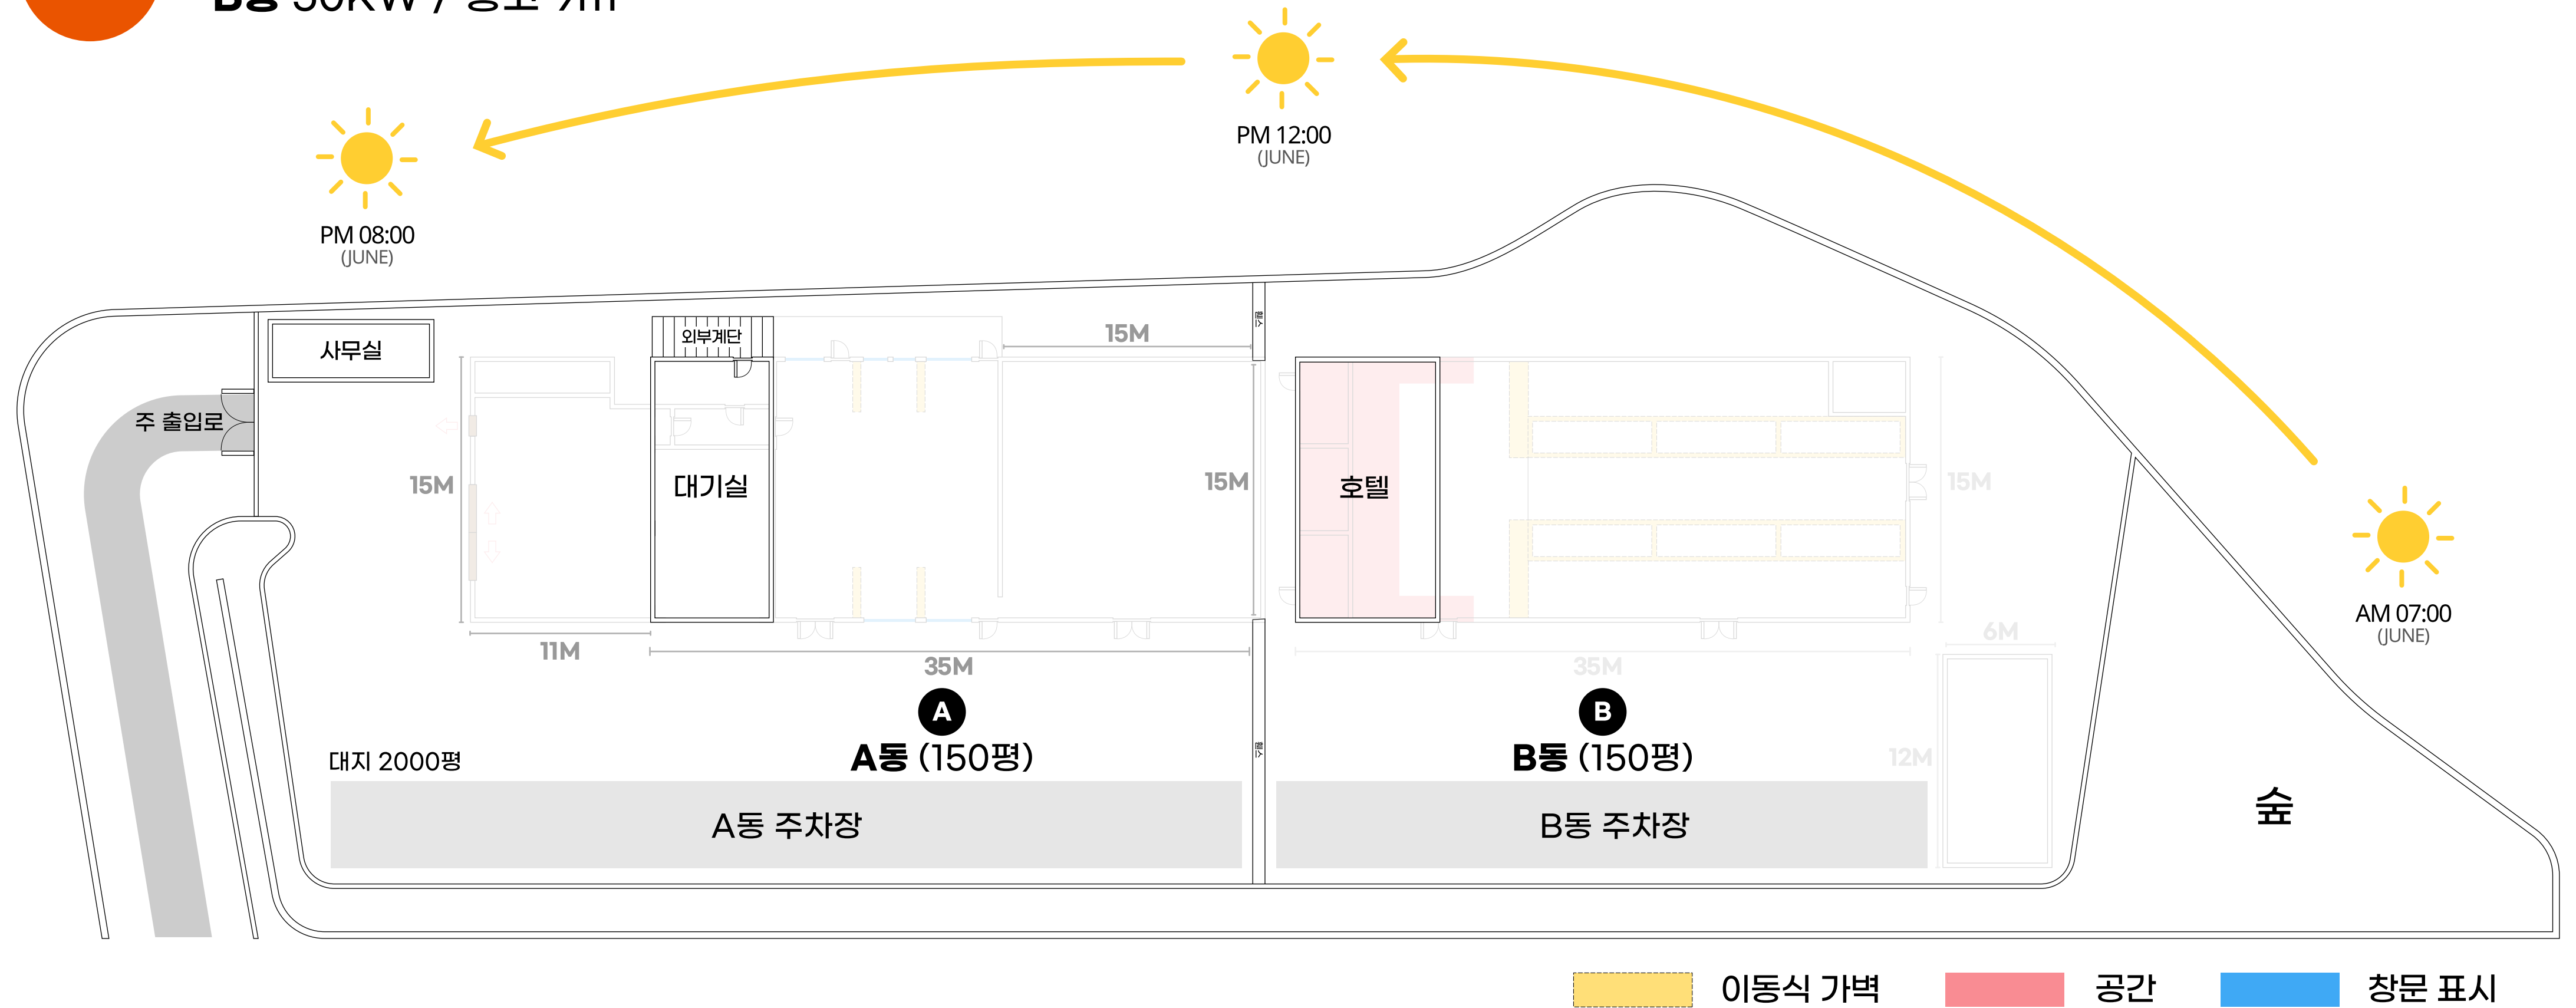 PM 12:00
(JUNE)
PM 08:00
(JUNE)
사무실
외부계단
15M
펜스
주 출입로
15M
대기실
15M
호텔
15M
AM 07:00
(JUNE)
11M
35M
35M
6M
A
B
A동 (150평)
B동 (150평)
펜스
대지 2000평
12M
A동 주차장
B동 주차장
숲
이동식 가벽
공간
창문 표시